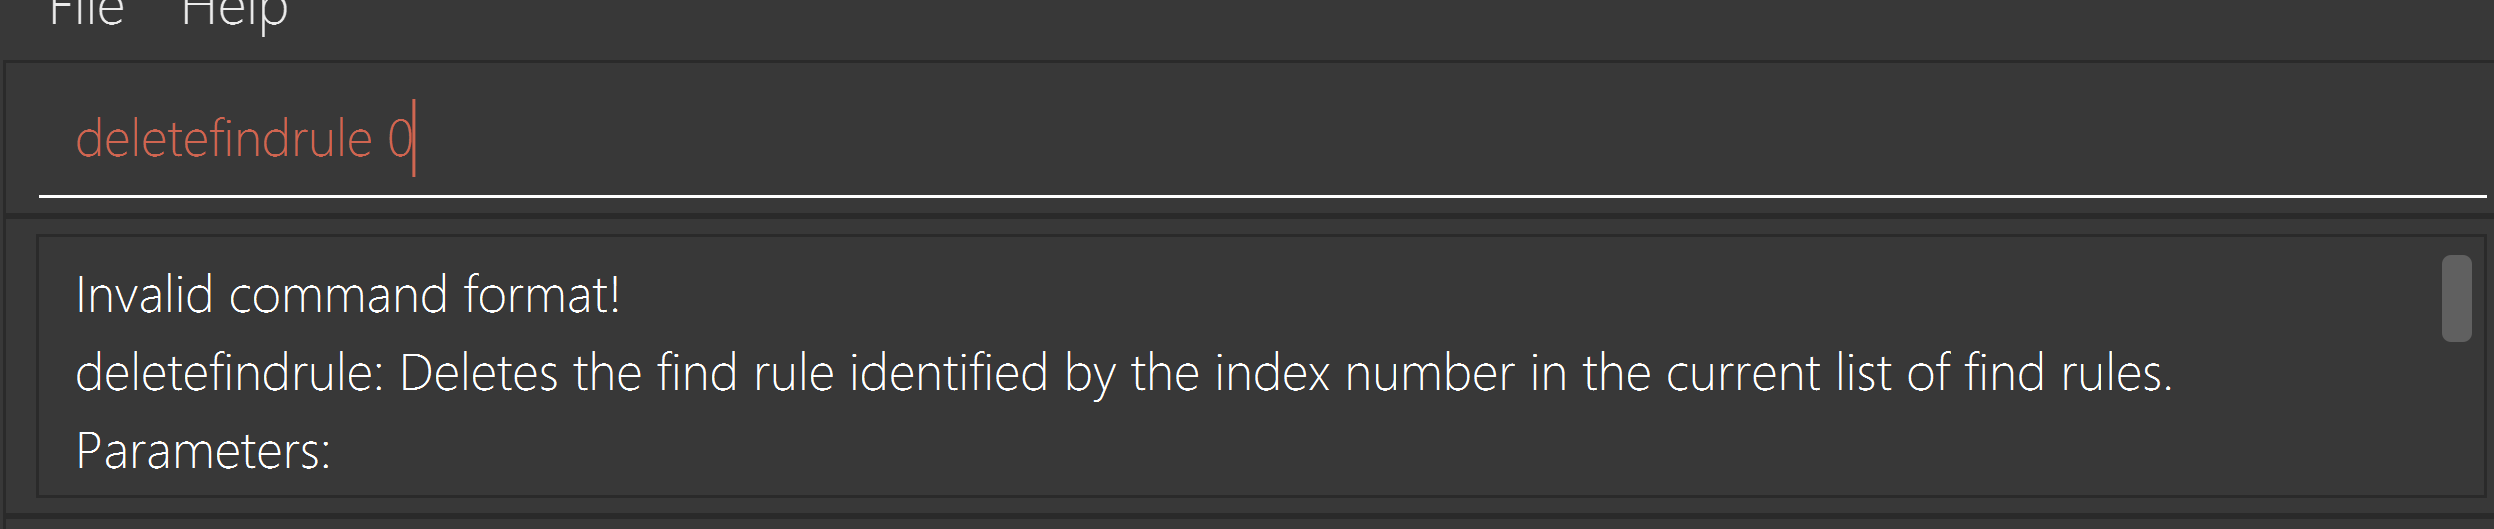 File Help
deletefindrule 0
Invalid command format!
deletefindrule: Deletes the find rule identified by the index number in the current list of find rules.
Parameters: